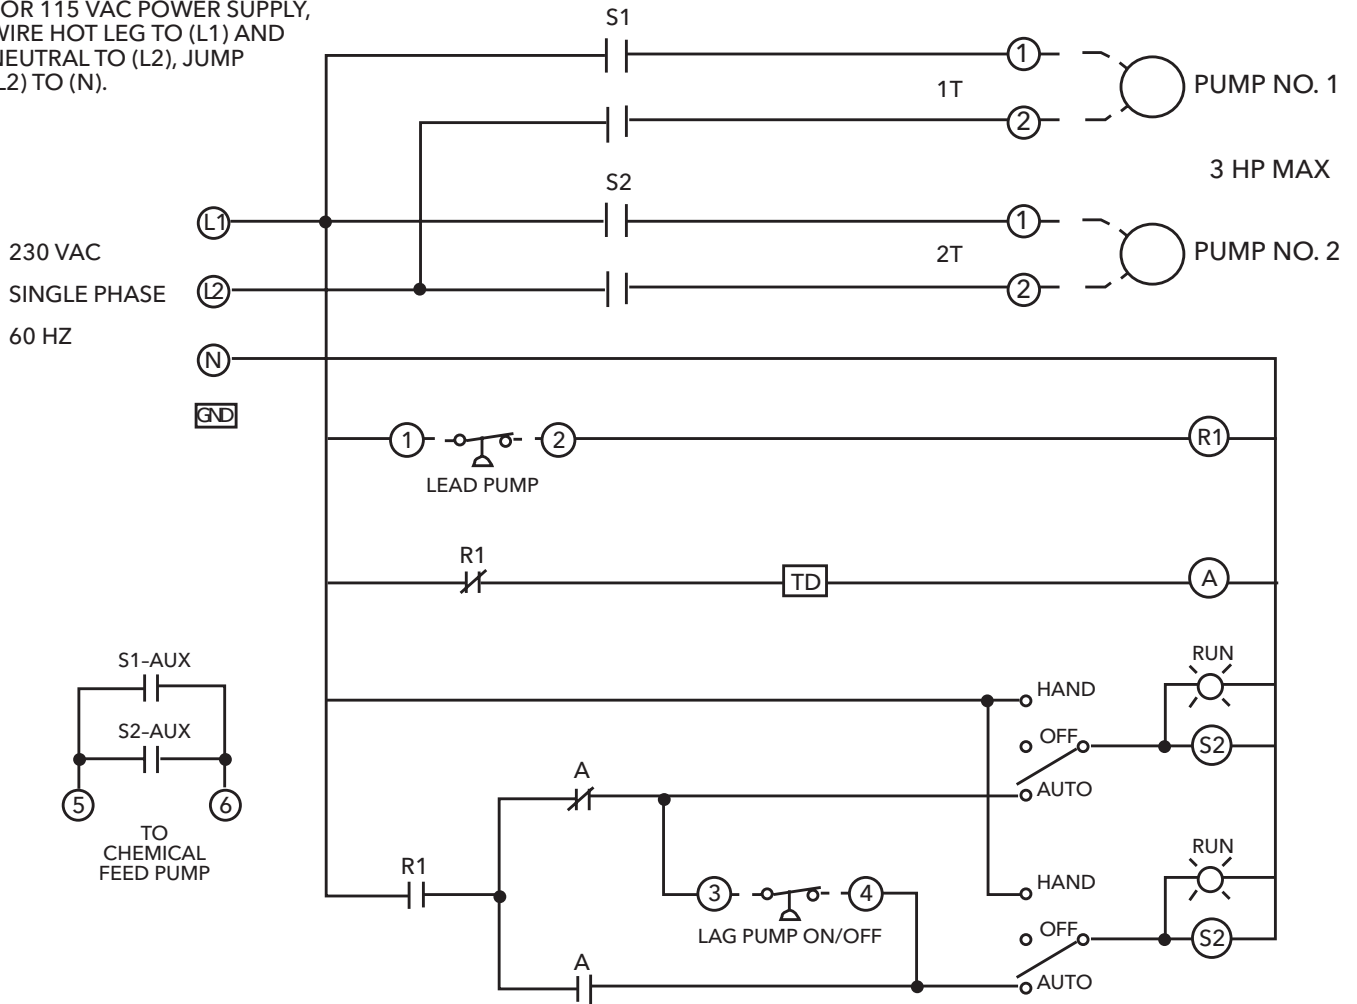 OR 115 VAC POWER SUPPLY,
WIRE HOT LEG TO (L1) AND
NEUTRAL TO (L2), JUMP
L2) TO (N).
S1
1
1T
PUMP NO. 1
2
3 HP MAX
S2
L1
1
230 VAC
2T
PUMP NO. 2
SINGLE PHASE
L2
2
60 HZ
N
GND
1
2
R1
LEAD PUMP
R1
TD
A
S1-AUX
S2-AUX
5
6
TO
CHEMICAL
FEED PUMP
RUN
HAND
OFF
S2
A
AUTO
R1
3
4
LAG PUMP ON/OFF
RUN
HAND
OFF
S2
A
AUTO